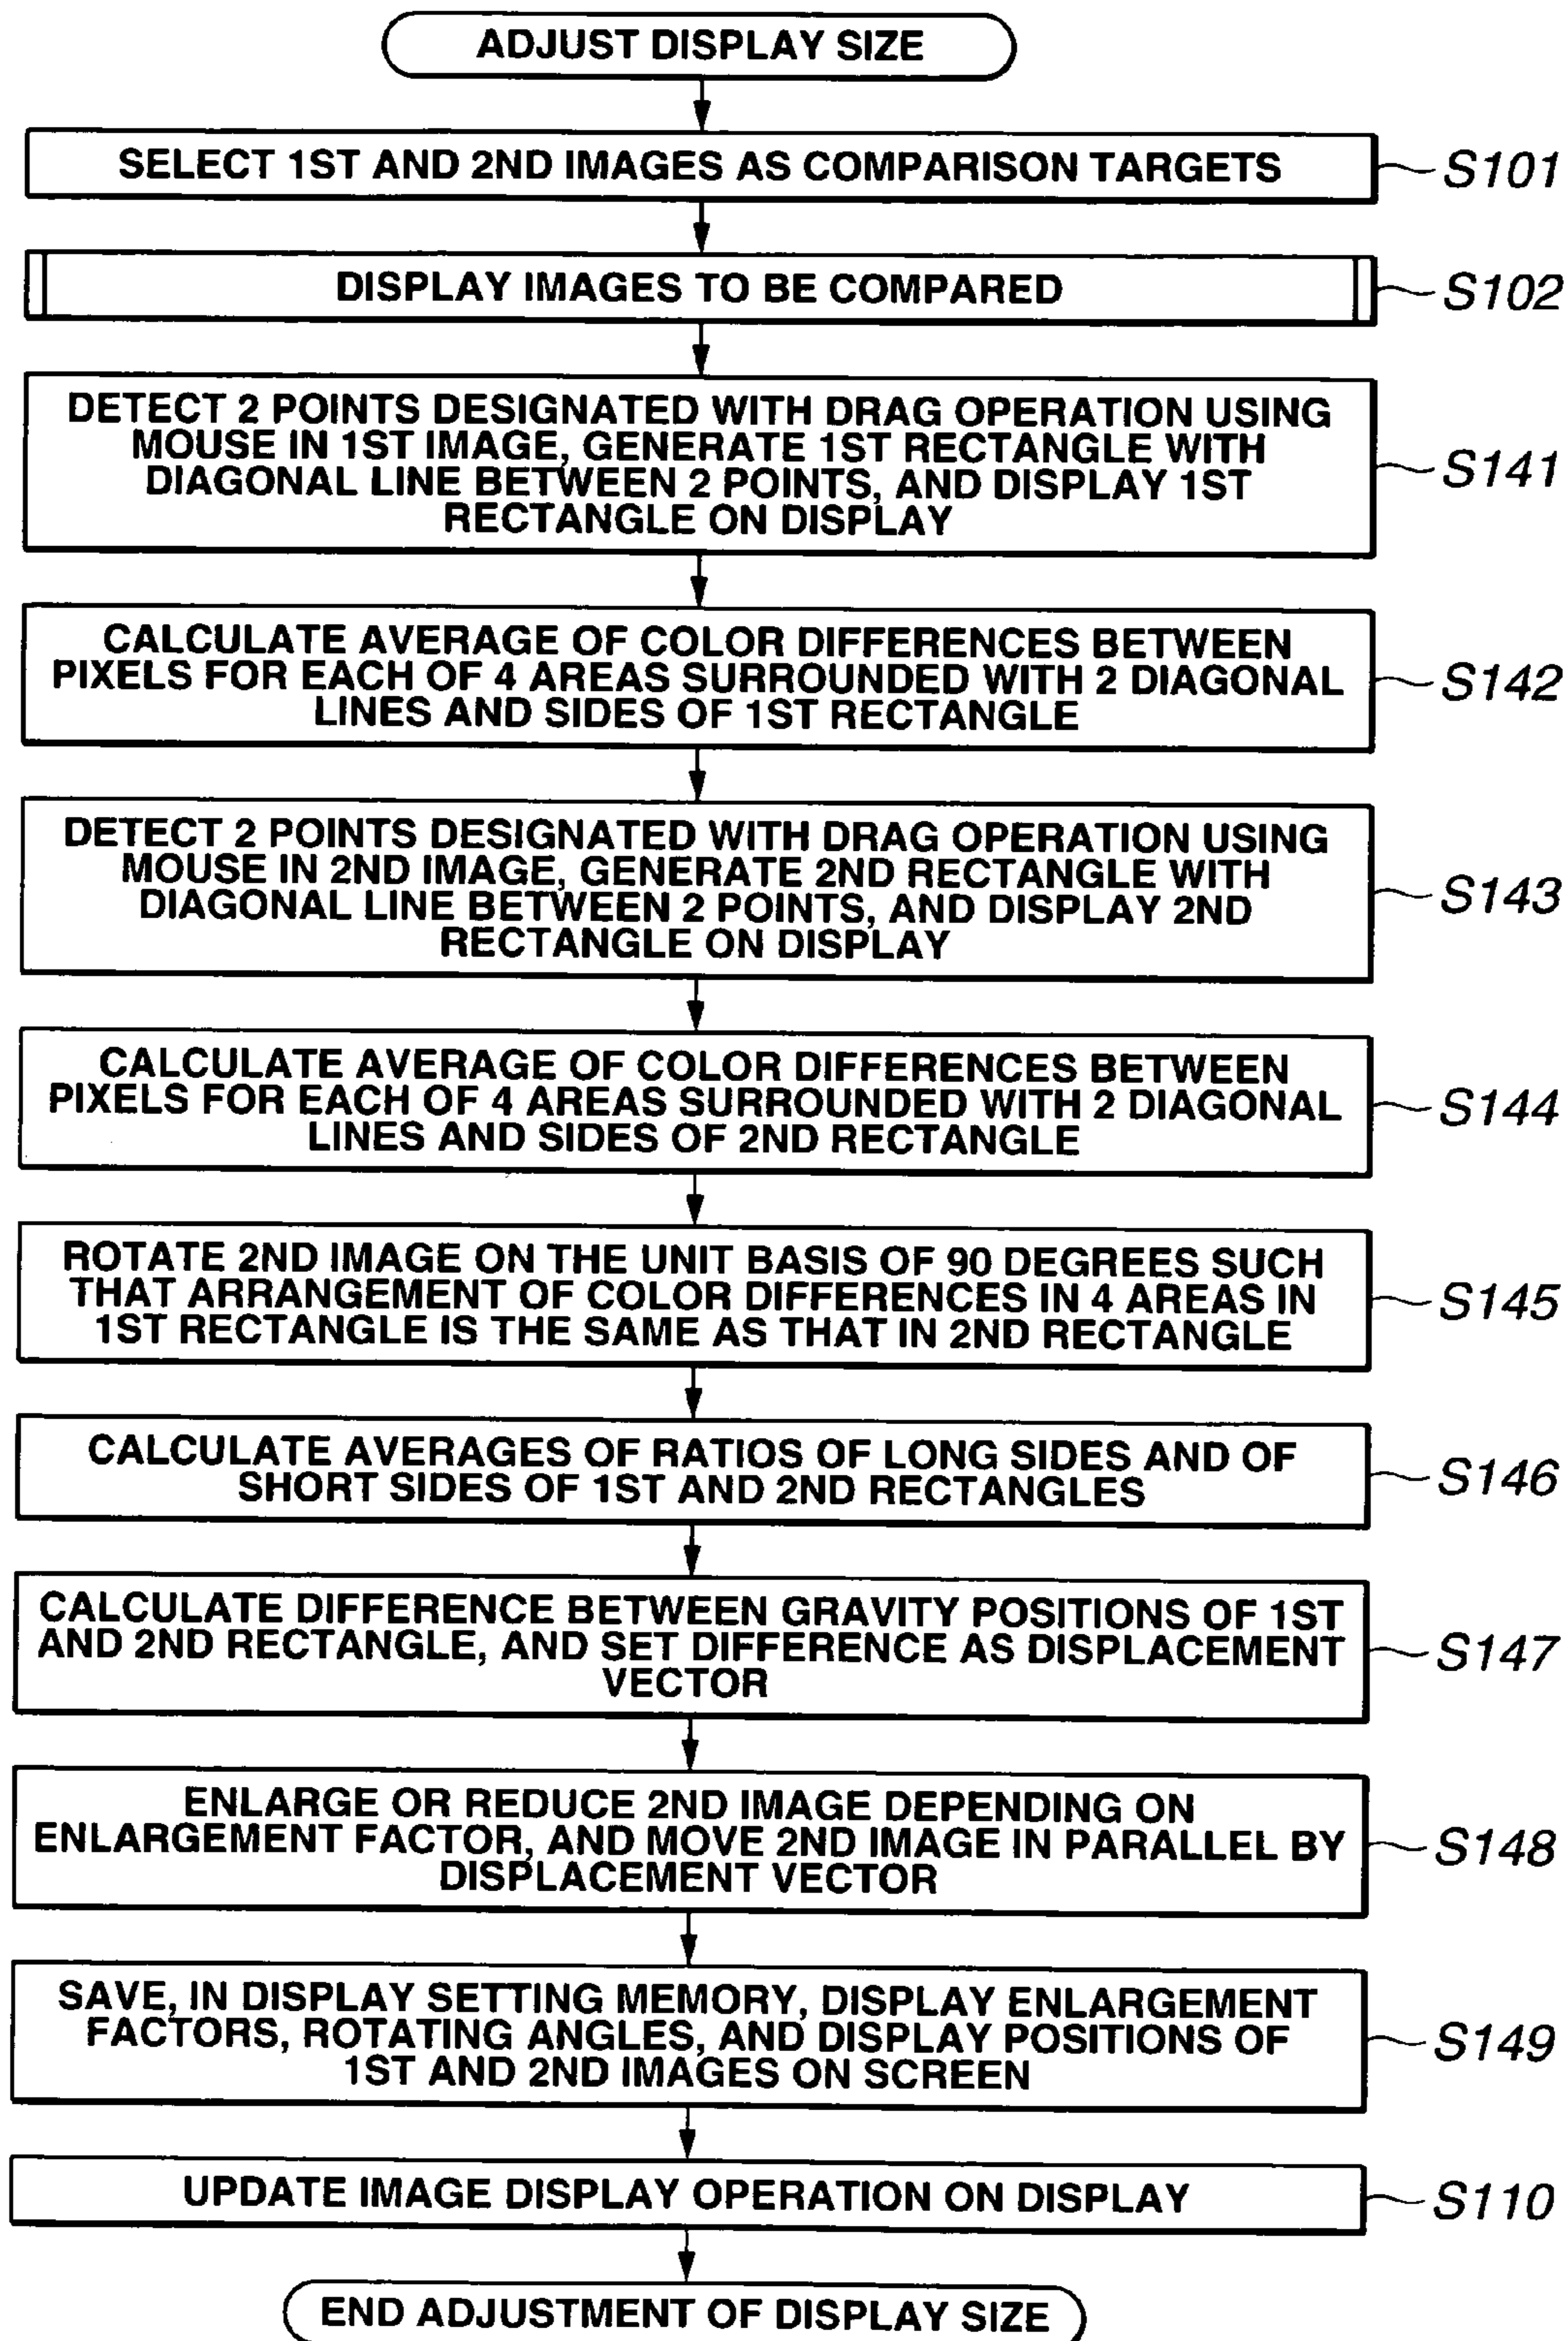 ADJUST DISPLAY SIZE
SELECT 1ST AND 2ND IMAGES AS COMPARISON TARGETS
S101
DISPLAY IMAGES TO BE COMPARED
S102
DETECT 2 POINTS DESIGNATED WITH DRAG OPERATION USING
MOUSE IN 1ST IMAGE, GENERATE 1ST RECTANGLE WITH
DIAGONAL LINE BETWEEN 2 POINTS, AND DISPLAY 1ST
RECTANGLE ON DISPLAY
S141
CALCULATE AVERAGE OF COLOR DIFFERENCES BETWEEN
PIXELS FOR EACH OF 4 AREAS SURROUNDED WITH 2 DIAGONAL
LINES AND SIDES OF 1ST RECTANGLE
S142
DETECT 2 POINTS DESIGNATED WITH DRAG OPERATION USING
MOUSE IN 2ND IMAGE, GENERATE 2ND RECTANGLE WITH
DIAGONAL LINE BETWEEN 2 POINTS, AND DISPLAY 2ND
RECTANGLE ON DISPLAY
S143
CALCULATE AVERAGE OF COLOR DIFFERENCES BETWEEN
PIXELS FOR EACH OF 4 AREAS SURROUNDED WITH 2 DIAGONAL
LINES AND SIDES OF 2ND RECTANGLE
S144
ROTATE 2ND IMAGE ON THE UNIT BASIS OF 90 DEGREES SUCH
THAT ARRANGEMENT OF COLOR DIFFERENCES IN 4 AREAS IN
1ST RECTANGLE IS THE SAME AS THAT IN 2ND RECTANGLE
S145
CALCULATE AVERAGES OF RATIOS OF LONG SIDES AND OF
SHORT SIDES OF 1ST AND 2ND RECTANGLES
S146
CALCULATE DIFFERENCE BETWEEN GRAVITY POSITIONS OF 1ST
AND 2ND RECTANGLE, AND SET DIFFERENCE AS DISPLACEMENT
VECTOR
S147
ENLARGE OR REDUCE 2ND IMAGE DEPENDING ON
ENLARGEMENT FACTOR, AND MOVE 2ND IMAGE IN PARALLEL BY
DISPLACEMENT VECTOR
S148
SAVE, IN DISPLAY SETTING MEMORY, DISPLAY ENLARGEMENT
FACTORS, ROTATING ANGLES, AND DISPLAY POSITIONS OF
1ST AND 2ND IMAGES ON SCREEN
S149
UPDATE IMAGE DISPLAY OPERATION ON DISPLAY
S110
END ADJUSTMENT OF DISPLAY SIZE